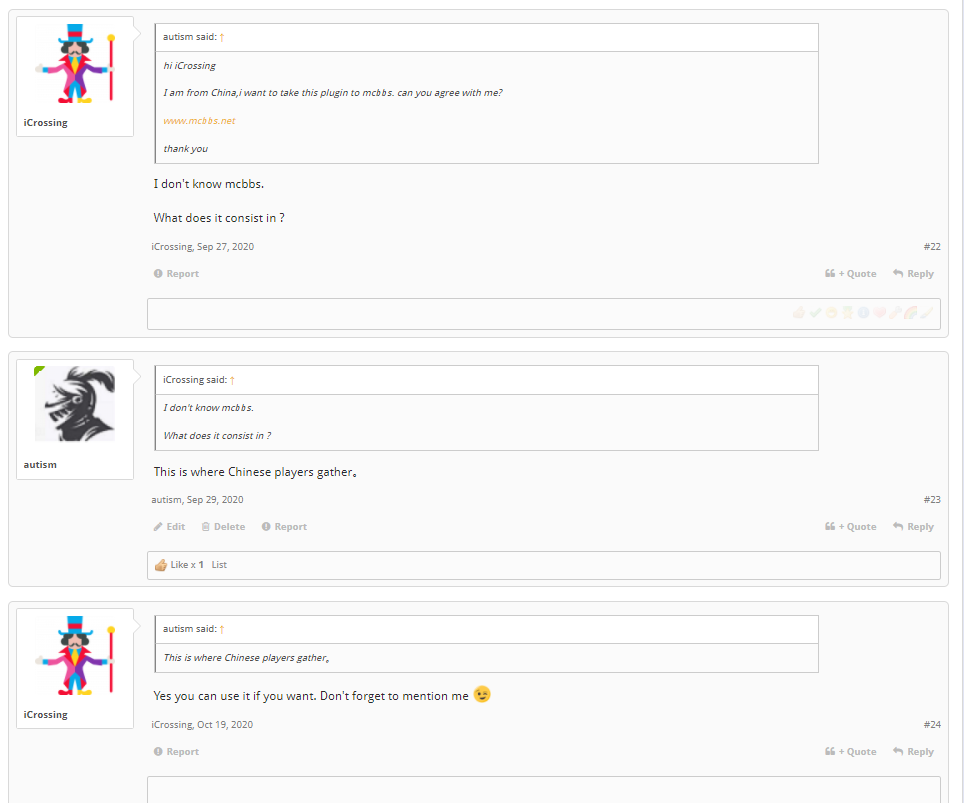 autism said: ↑
hi iCrossing
I am from China,i want to take this plugin to mcbbs. can you agree with me?
www.mcbbs.net
thank you
iCrossing
I don't know mcbbs.
What does it consist in ?
iCrossing, Sep 27, 2020 #22
Report + Quote Reply
iCrossing said: ↑
I don't know mcbbs.
What does it consist in ?
autism
This is where Chinese players gather。
autism, Sep 29, 2020 #23
Edit Delete Report + Quote Reply
Like x 1 List
autism said: ↑
This is where Chinese players gather。
iCrossing
Yes you can use it if you want. Don't forget to mention me 😉
iCrossing, Oct 19, 2020 #24
Report + Quote Reply